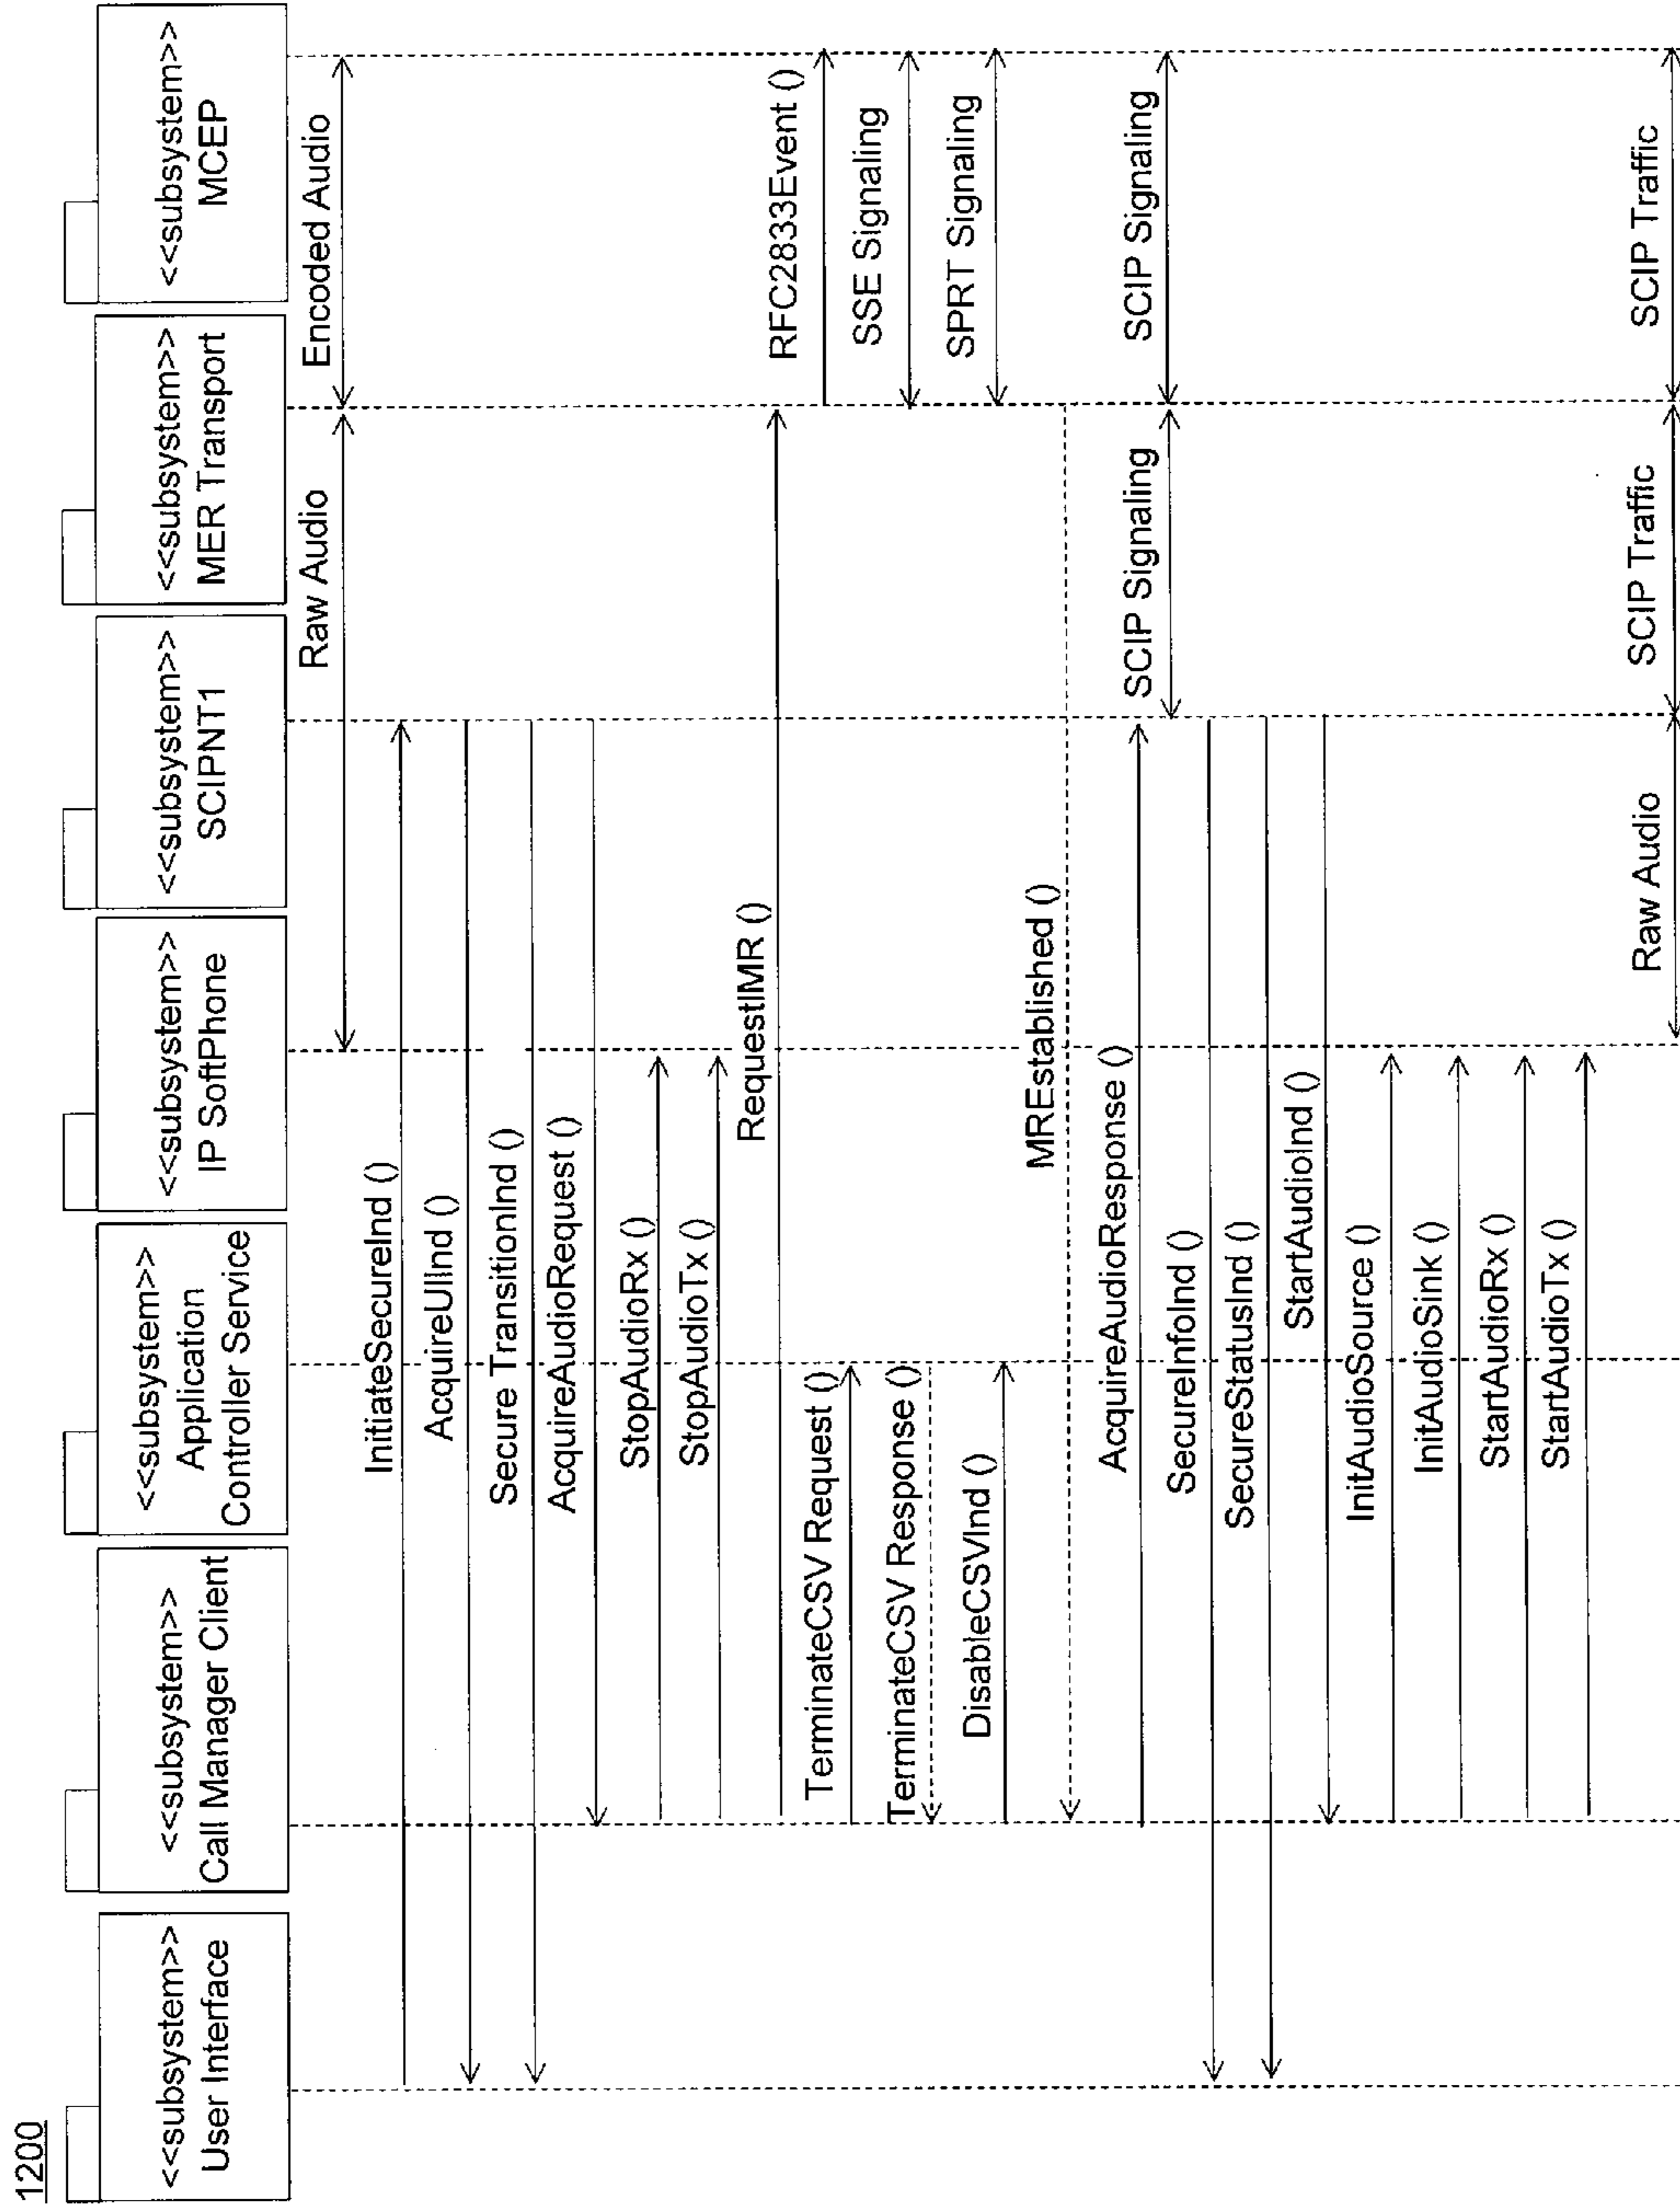 1200
<<subsystem>>
User Interface
<<subsystem>>
Call Manager Client
<<subsystem>>
Application
Controller Service
<<subsystem>>
IP SoftPhone
<<subsystem>>
SCIPNT1
<<subsystem>>
MER Transport
<<subsystem>>
MCEP
Raw Audio
Encoded Audio
InitiateSecureInd ()
AcquireUIInd ()
Secure TransitionInd ()
AcquireAudioRequest ()
StopAudioRx ()
StopAudioTx ()
RequestIMR ()
RFC2833Event ()
TerminateCSV Request ()
SSE Signaling
TerminateCSV Response ()
SPRT Signaling
DisableCSVInd ()
MREstablished ()
AcquireAudioResponse ()
SCIP Signaling
SCIP Signaling
SecureInfoInd ()
SecureStatusInd ()
StartAudioInd ()
InitAudioSource ()
InitAudioSink ()
StartAudioRx ()
StartAudioTx ()
Raw Audio
SCIP Traffic
SCIP Traffic